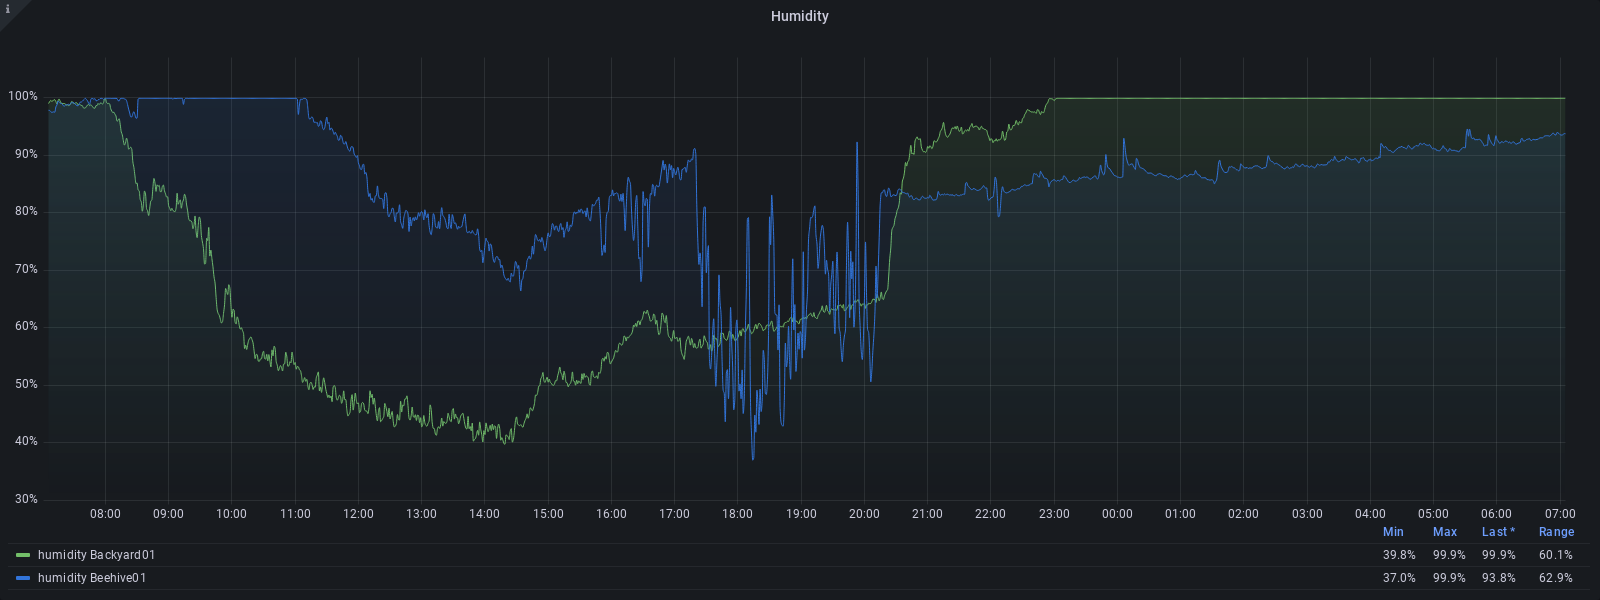 i
Humidity
100%
90%
80%
70%
60%
50%
40%
30%
08:00 09:00 10:00 11:00 12:00 13:00 14:00 15:00 16:00 17:00 18:00 19:00 20:00 21:00 22:00 23:00 00:00 01:00 02:00 03:00 04:00 05:00 06:00 07:00
Min Max Last * Range
humidity Backyard01 39.8% 99.9% 99.9% 60.1%
humidity Beehive01 37.0% 99.9% 93.8% 62.9%